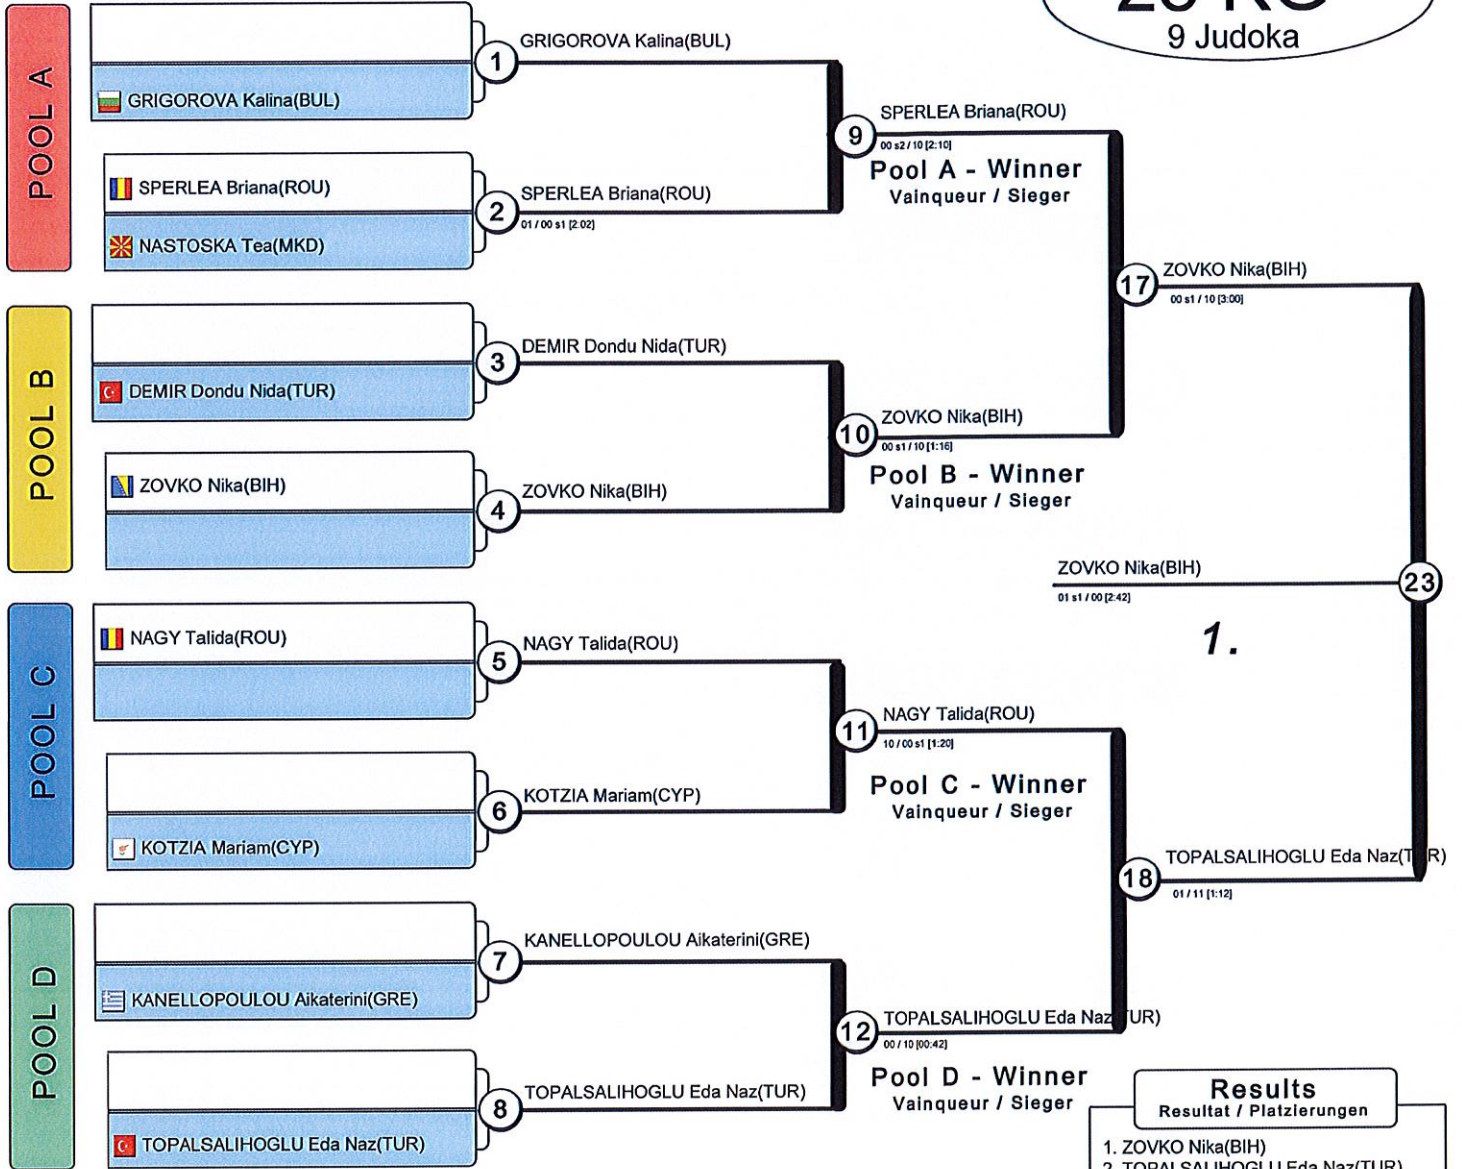 9 Judoka
POOL A
GRIGOROVA Kalina(BUL)
SPERLEA Briana(ROU)
NASTOSKA Tea(MKD)
1
GRIGOROVA Kalina(BUL)
2
SPERLEA Briana(ROU)
01 / 00 s1 [2:02]
9
SPERLEA Briana(ROU)
00 s2 / 10 [2:10]
Pool A - Winner
Vainqueur / Sieger
POOL B
DEMIR Dondu Nida(TUR)
ZOVKO Nika(BIH)
3
DEMIR Dondu Nida(TUR)
4
ZOVKO Nika(BIH)
10
ZOVKO Nika(BIH)
00 s1 / 10 [1:16]
Pool B - Winner
Vainqueur / Sieger
17
ZOVKO Nika(BIH)
00 s1 / 10 [3:00]
POOL C
NAGY Talida(ROU)
KOTZIA Mariam(CYP)
5
NAGY Talida(ROU)
6
KOTZIA Mariam(CYP)
11
NAGY Talida(ROU)
10 / 00 s1 [1:20]
Pool C - Winner
Vainqueur / Sieger
POOL D
KANELLOPOULOU Aikaterini(GRE)
TOPALSALIHOGLU Eda Naz(TUR)
7
KANELLOPOULOU Aikaterini(GRE)
8
TOPALSALIHOGLU Eda Naz(TUR)
12
TOPALSALIHOGLU Eda Naz(TUR)
00 / 10 [00:42]
Pool D - Winner
Vainqueur / Sieger
18
TOPALSALIHOGLU Eda Naz(TUR)
01 / 11 [1:12]
ZOVKO Nika(BIH)
23
01 s1 / 00 [2:42]
1.
Results
Resultat / Platzierungen
1. ZOVKO Nika(BIH)
2. TOPALSALIHOGLU Eda Naz(TUR)